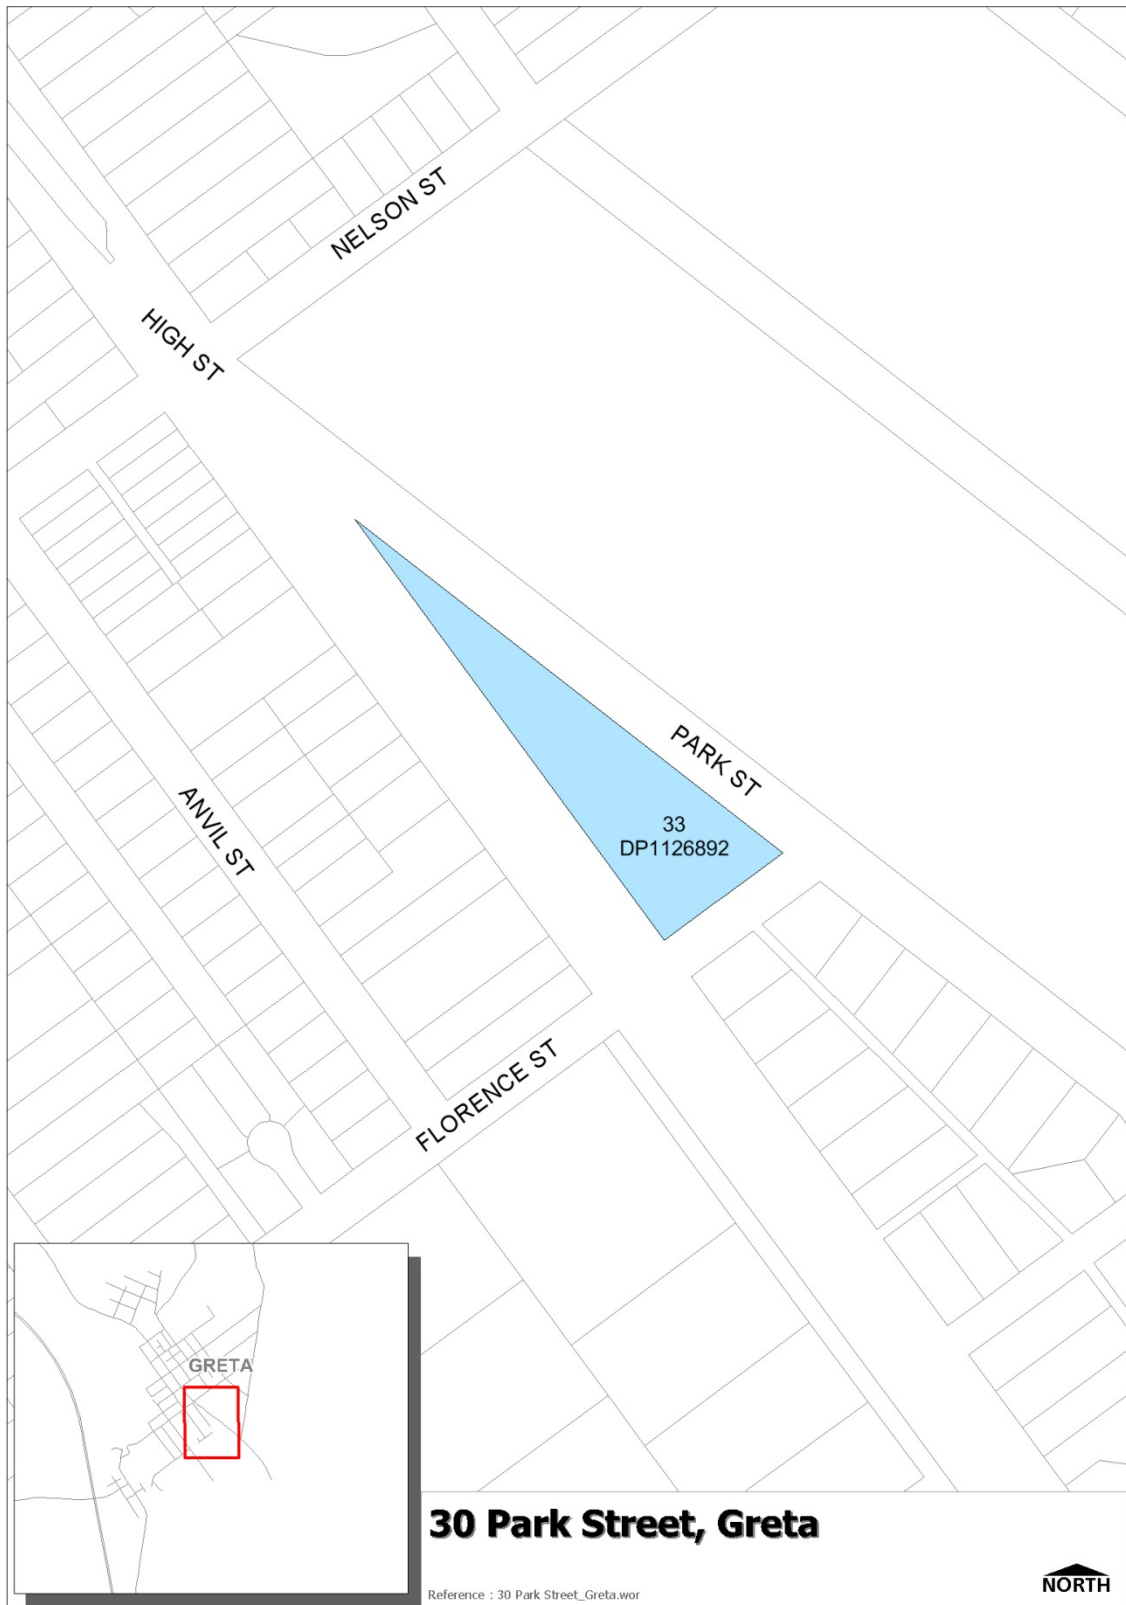 NELSON ST
HIGH ST
PARK ST
ANVIL ST
33
DP1126892
FLORENCE ST
GRETA
30 Park Street, Greta
Reference : 30 Park Street_Greta.wor
NORTH